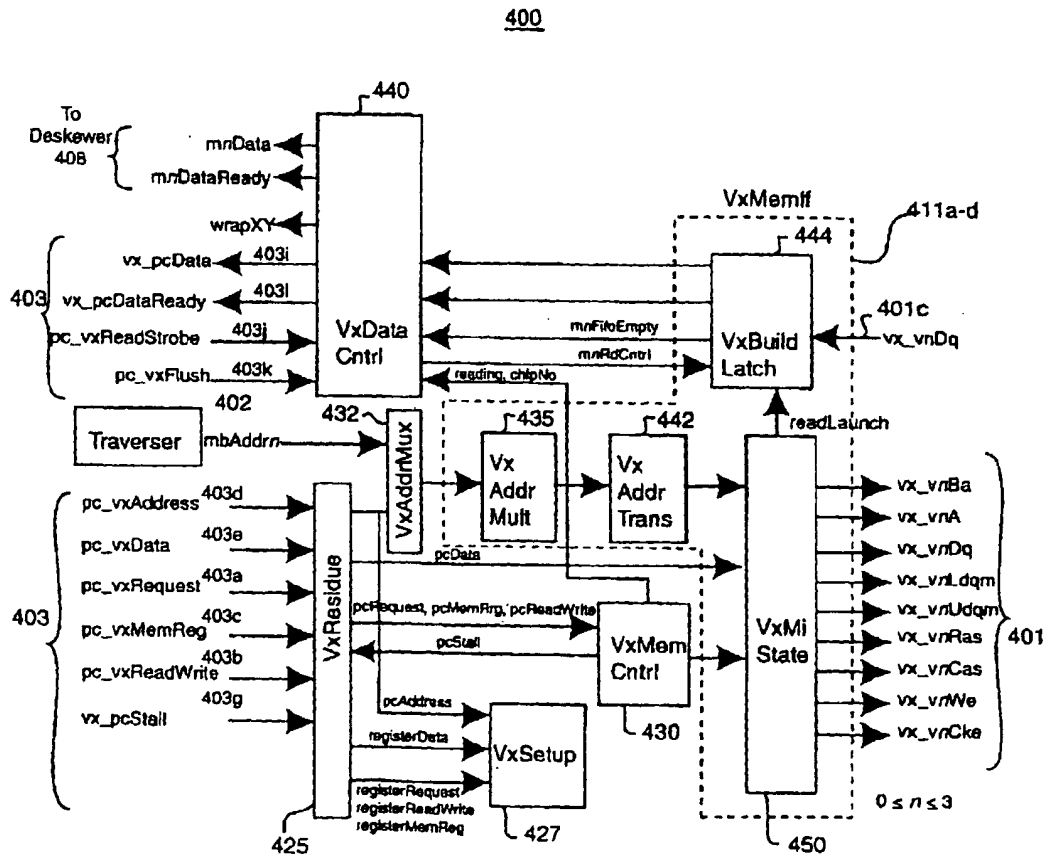 400
440
To
Deskewer
408
mnData
mnDataReady
wrapXY
VxMemIf
411a-d
444
403
vx_pcData
403i
vx_pcDataReady
403l
pc_vxReadStrobe
403j
pc_vxFlush
403k
VxData
Cntrl
mnFifoEmpty
mnRdCntrl
reading, chipNo
VxBuild
Latch
401c
vx_vnDq
402
Traverser
mbAddrn
432
VxAddrMux
435
Vx
Addr
Mult
442
Vx
Addr
Trans
readLaunch
403
pc_vxAddress
403d
pc_vxData
403e
pc_vxRequest
403a
pc_vxMemReg
403c
pc_vxReadWrite
403b
vx_pcStall
403g
VxResidue
pcData
pcRequest, pcMemRrg, pcReadWrite
pcStall
pcAddress
registerData
registerRequest
registerReadWrite
registerMemReg
VxMem
Cntrl
430
VxSetup
427
425
VxMi
State
450
vx_vnBa
vx_vnA
vx_vnDq
vx_vnLdqm
vx_vnUdqm
vx_vnRas
vx_vnCas
vx_vnWe
vx_vnCke
401
0 ≤ n ≤ 3